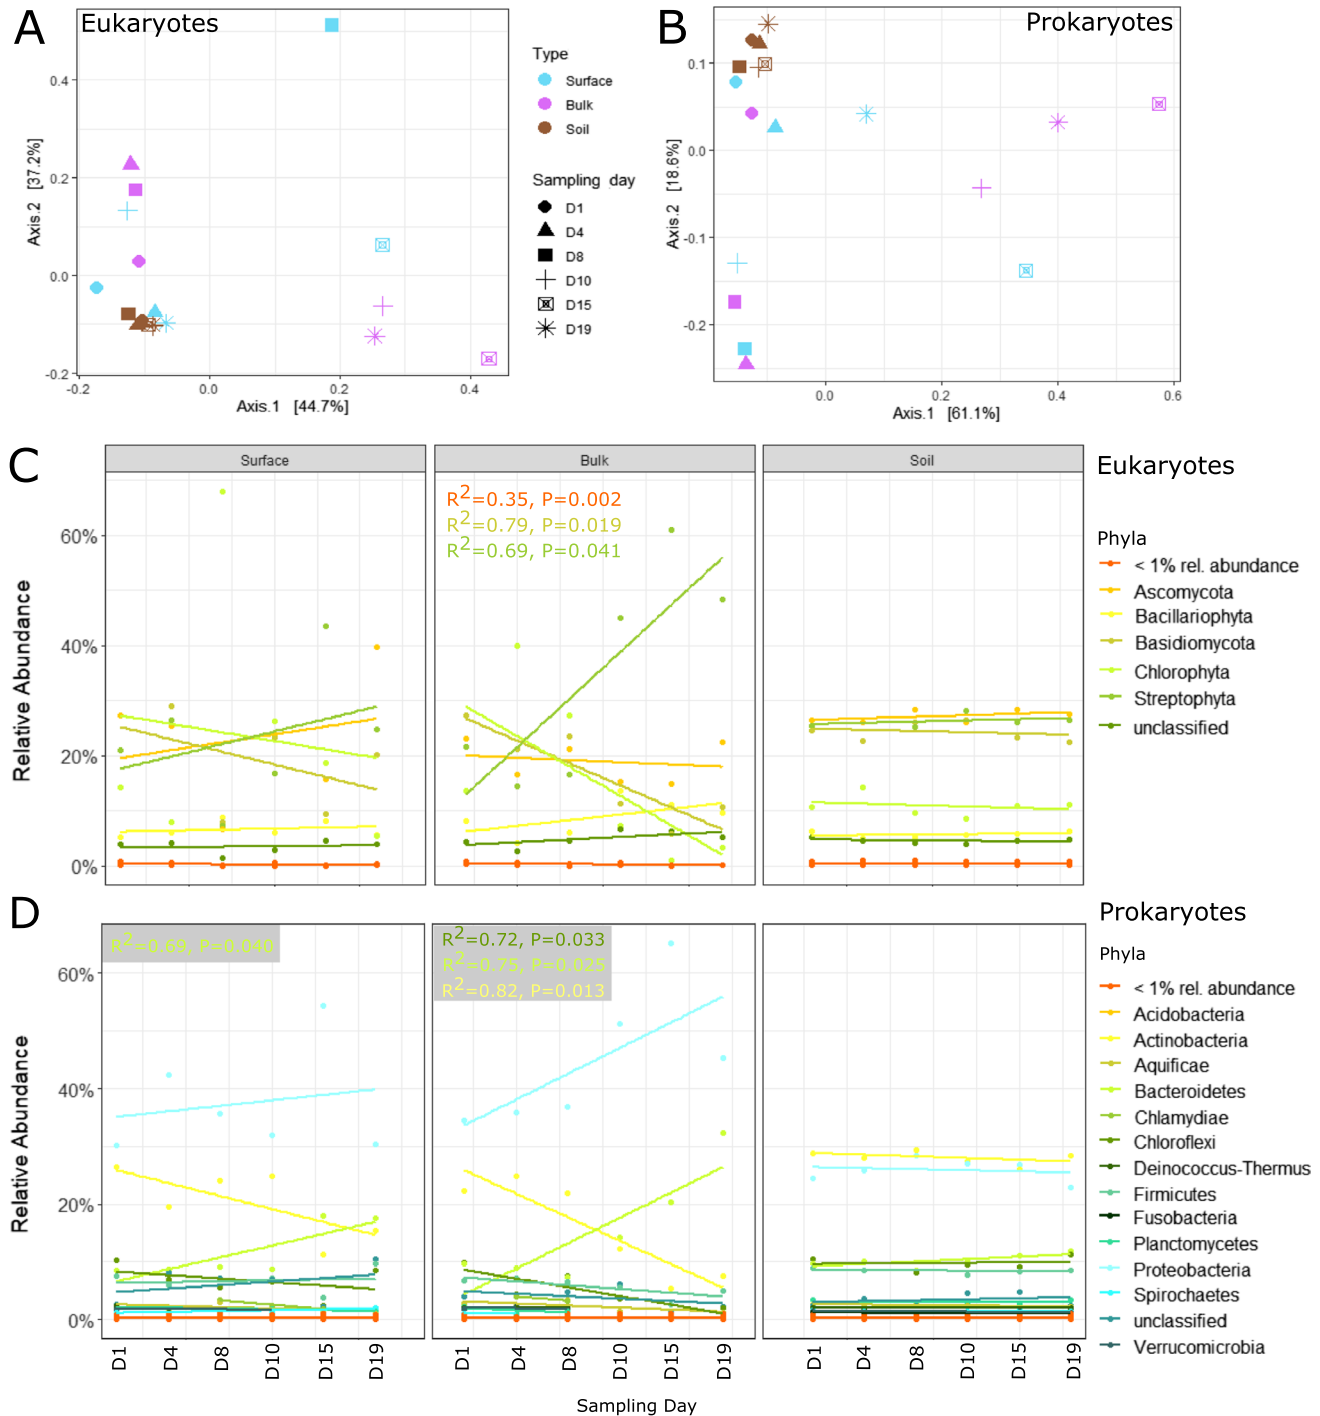 A
Eukaryotes
0.4
0.2
0.0
-0.2
-0.2
0.0
0.2
0.4
Axis.2 [37.2%]
Axis.1 [44.7%]
Type
Surface
Bulk
Soil
Sampling day
D1
D4
D8
D10
D15
D19
B
Prokaryotes
0.1
0.0
-0.1
-0.2
0.0
0.2
0.4
0.6
Axis.2 [18.6%]
Axis.1 [61.1%]
C
Surface
Bulk
Soil
Eukaryotes
R2=0.35, P=0.002
R2=0.79, P=0.019
R2=0.69, P=0.041
60%
40%
20%
0%
Relative Abundance
Phyla
< 1% rel. abundance
Ascomycota
Bacillariophyta
Basidiomycota
Chlorophyta
Streptophyta
unclassified
D
Prokaryotes
R2=0.69, P=0.040
R2=0.72, P=0.033
R2=0.75, P=0.025
R2=0.82, P=0.013
60%
40%
20%
0%
Relative Abundance
Phyla
< 1% rel. abundance
Acidobacteria
Actinobacteria
Aquificae
Bacteroidetes
Chlamydiae
Chloroflexi
Deinococcus-Thermus
Firmicutes
Fusobacteria
Planctomycetes
Proteobacteria
Spirochaetes
unclassified
Verrucomicrobia
D1 D4 D8 D10 D15 D19
D1 D4 D8 D10 D15 D19
D1 D4 D8 D10 D15 D19
Sampling Day